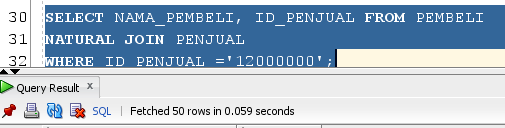 30 SELECT NAMA_PEMBELI, ID_PENJUAL FROM PEMBELI
31 NATURAL JOIN PENJUAL
32 WHERE ID_PENJUAL ='12000000';
Query Result x
SQL | Fetched 50 rows in 0.059 seconds